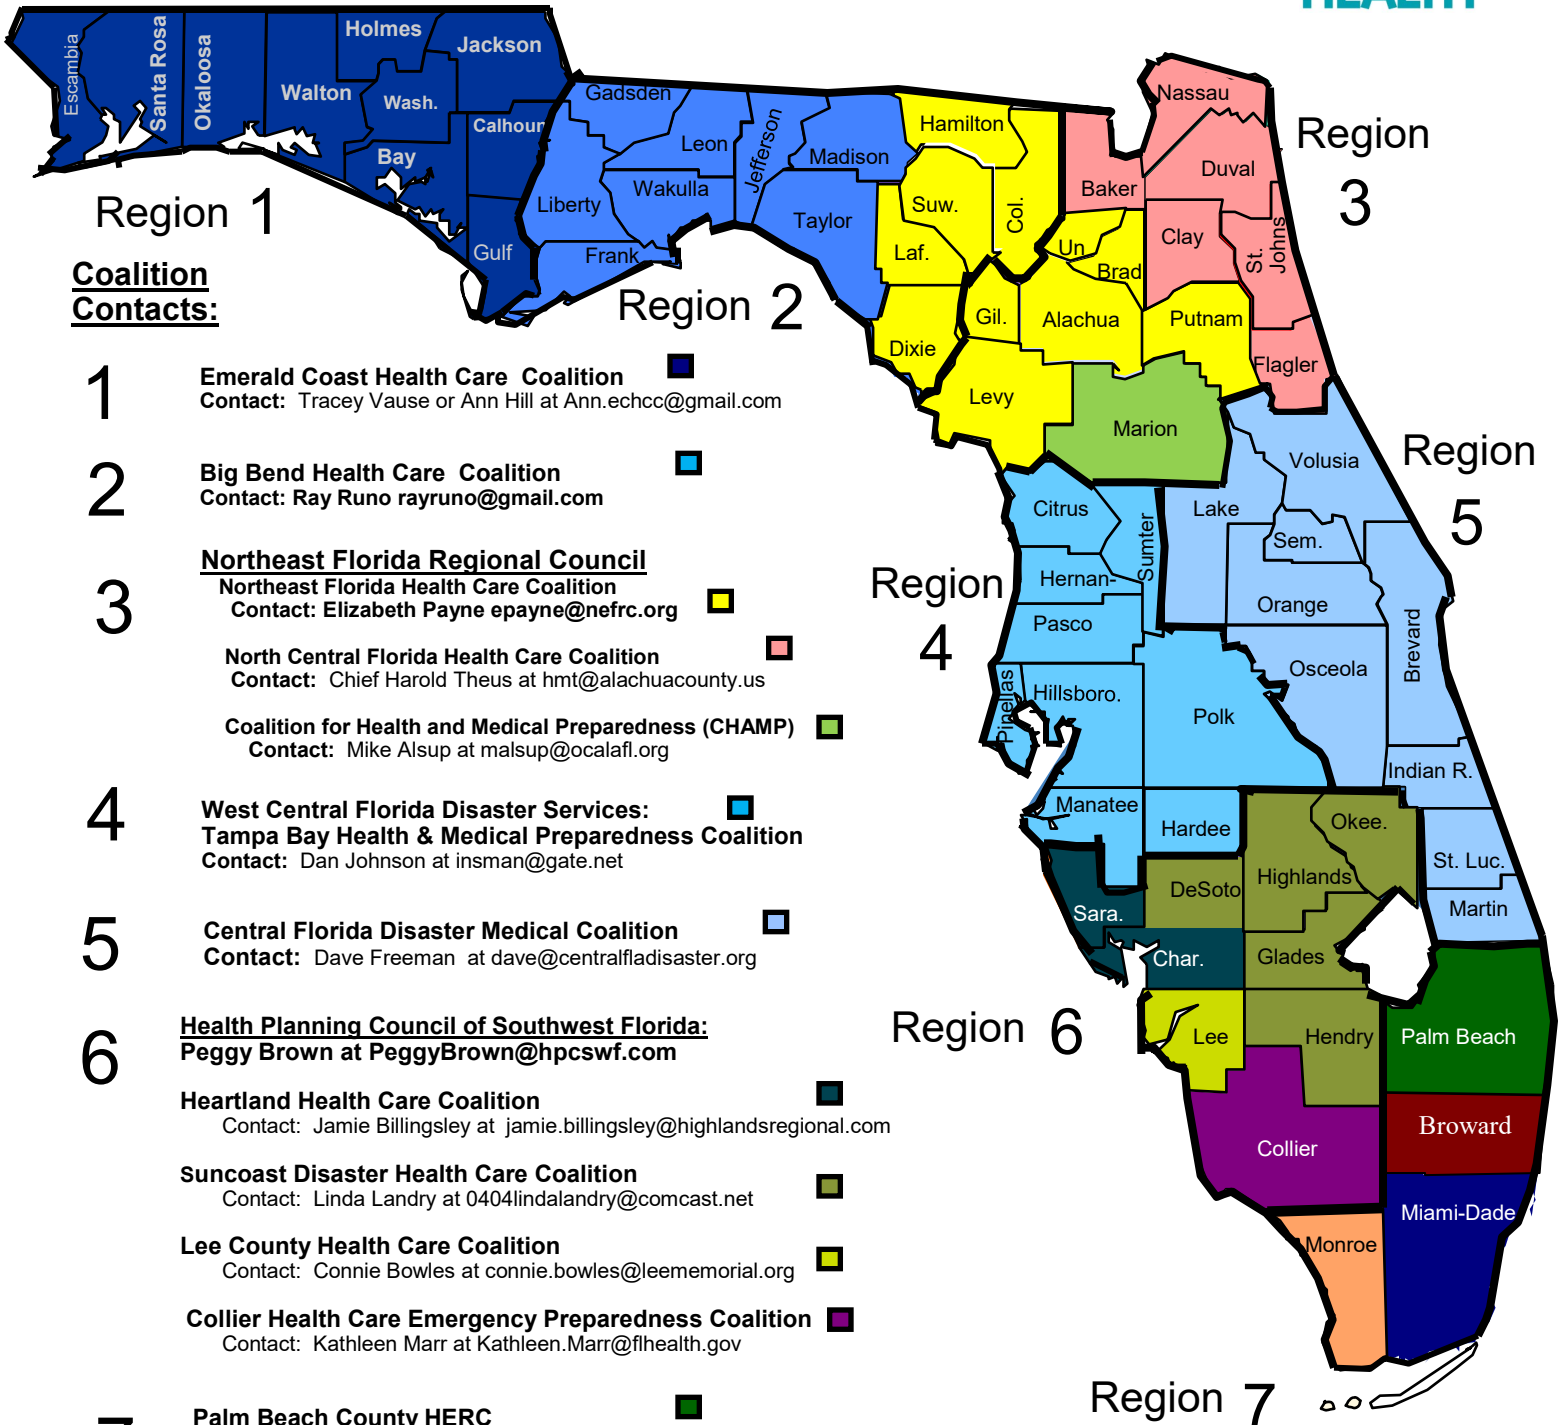 HEALTH
Escambia
Santa Rosa
Okaloosa
Walton
Holmes
Wash.
Jackson
Bay
Calhoun
Gulf
Region 1
Gadsden
Leon
Jefferson
Madison
Liberty
Wakulla
Taylor
Frank
Region 2
Hamilton
Suw.
Col.
Laf.
Dixie
Gil.
Un
Brad
Alachua
Putnam
Levy
Marion
Nassau
Duval
Baker
Clay
St. Johns
Flagler
Region
3
Volusia
Lake
Sem.
Orange
Osceola
Brevard
Indian R.
St. Luc.
Martin
Region
5
Citrus
Sumter
Hernan-
Pasco
Pinellas
Hillsboro.
Polk
Manatee
Hardee
Region
4
Okee.
Highlands
DeSoto
Sara.
Char.
Glades
Lee
Hendry
Collier
Region 6
Palm Beach
Broward
Miami-Dade
Monroe
Region 7
Coalition
Contacts:
1
Emerald Coast Health Care Coalition
Contact: Tracey Vause or Ann Hill at Ann.echcc@gmail.com
2
Big Bend Health Care Coalition
Contact: Ray Runo rayruno@gmail.com
3
Northeast Florida Regional Council
Northeast Florida Health Care Coalition
Contact: Elizabeth Payne epayne@nefrc.org
North Central Florida Health Care Coalition
Contact: Chief Harold Theus at hmt@alachuacounty.us
Coalition for Health and Medical Preparedness (CHAMP)
Contact: Mike Alsup at malsup@ocalafl.org
4
West Central Florida Disaster Services:
Tampa Bay Health & Medical Preparedness Coalition
Contact: Dan Johnson at insman@gate.net
5
Central Florida Disaster Medical Coalition
Contact: Dave Freeman at dave@centralfladisaster.org
6
Health Planning Council of Southwest Florida:
Peggy Brown at PeggyBrown@hpcswf.com
Heartland Health Care Coalition
Contact: Jamie Billingsley at jamie.billingsley@highlandsregional.com
Suncoast Disaster Health Care Coalition
Contact: Linda Landry at 0404lindalandry@comcast.net
Lee County Health Care Coalition
Contact: Connie Bowles at connie.bowles@leememorial.org
Collier Health Care Emergency Preparedness Coalition
Contact: Kathleen Marr at Kathleen.Marr@flhealth.gov
7
Palm Beach County HERC